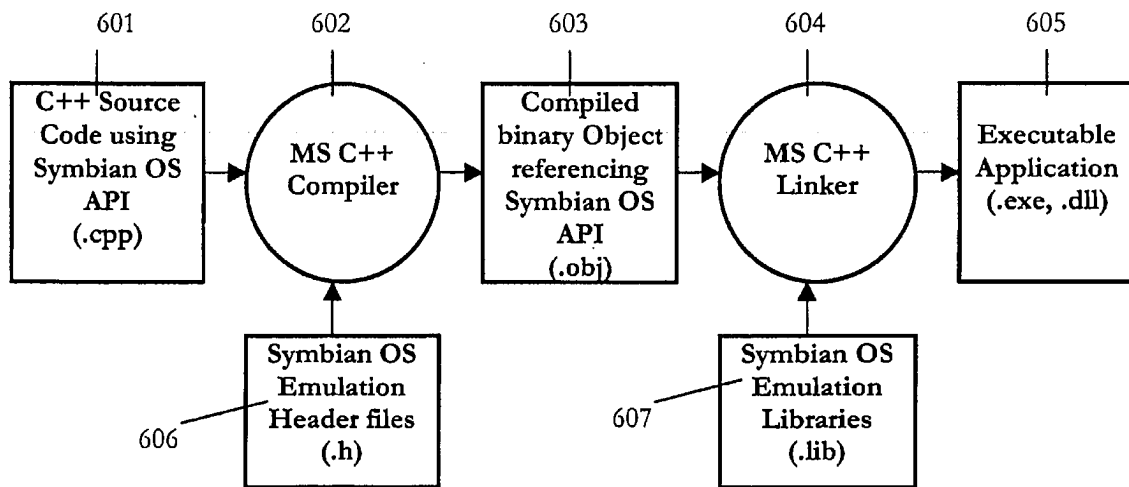 601
602
603
604
605
C++ Source
Code using
Symbian OS
API
(.cpp)
MS C++
Compiler
Compiled
binary Object
referencing
Symbian OS
API
(.obj)
MS C++
Linker
Executable
Application
(.exe, .dll)
Symbian OS
Emulation
Header files
(.h)
606
Symbian OS
Emulation
Libraries
(.lib)
607